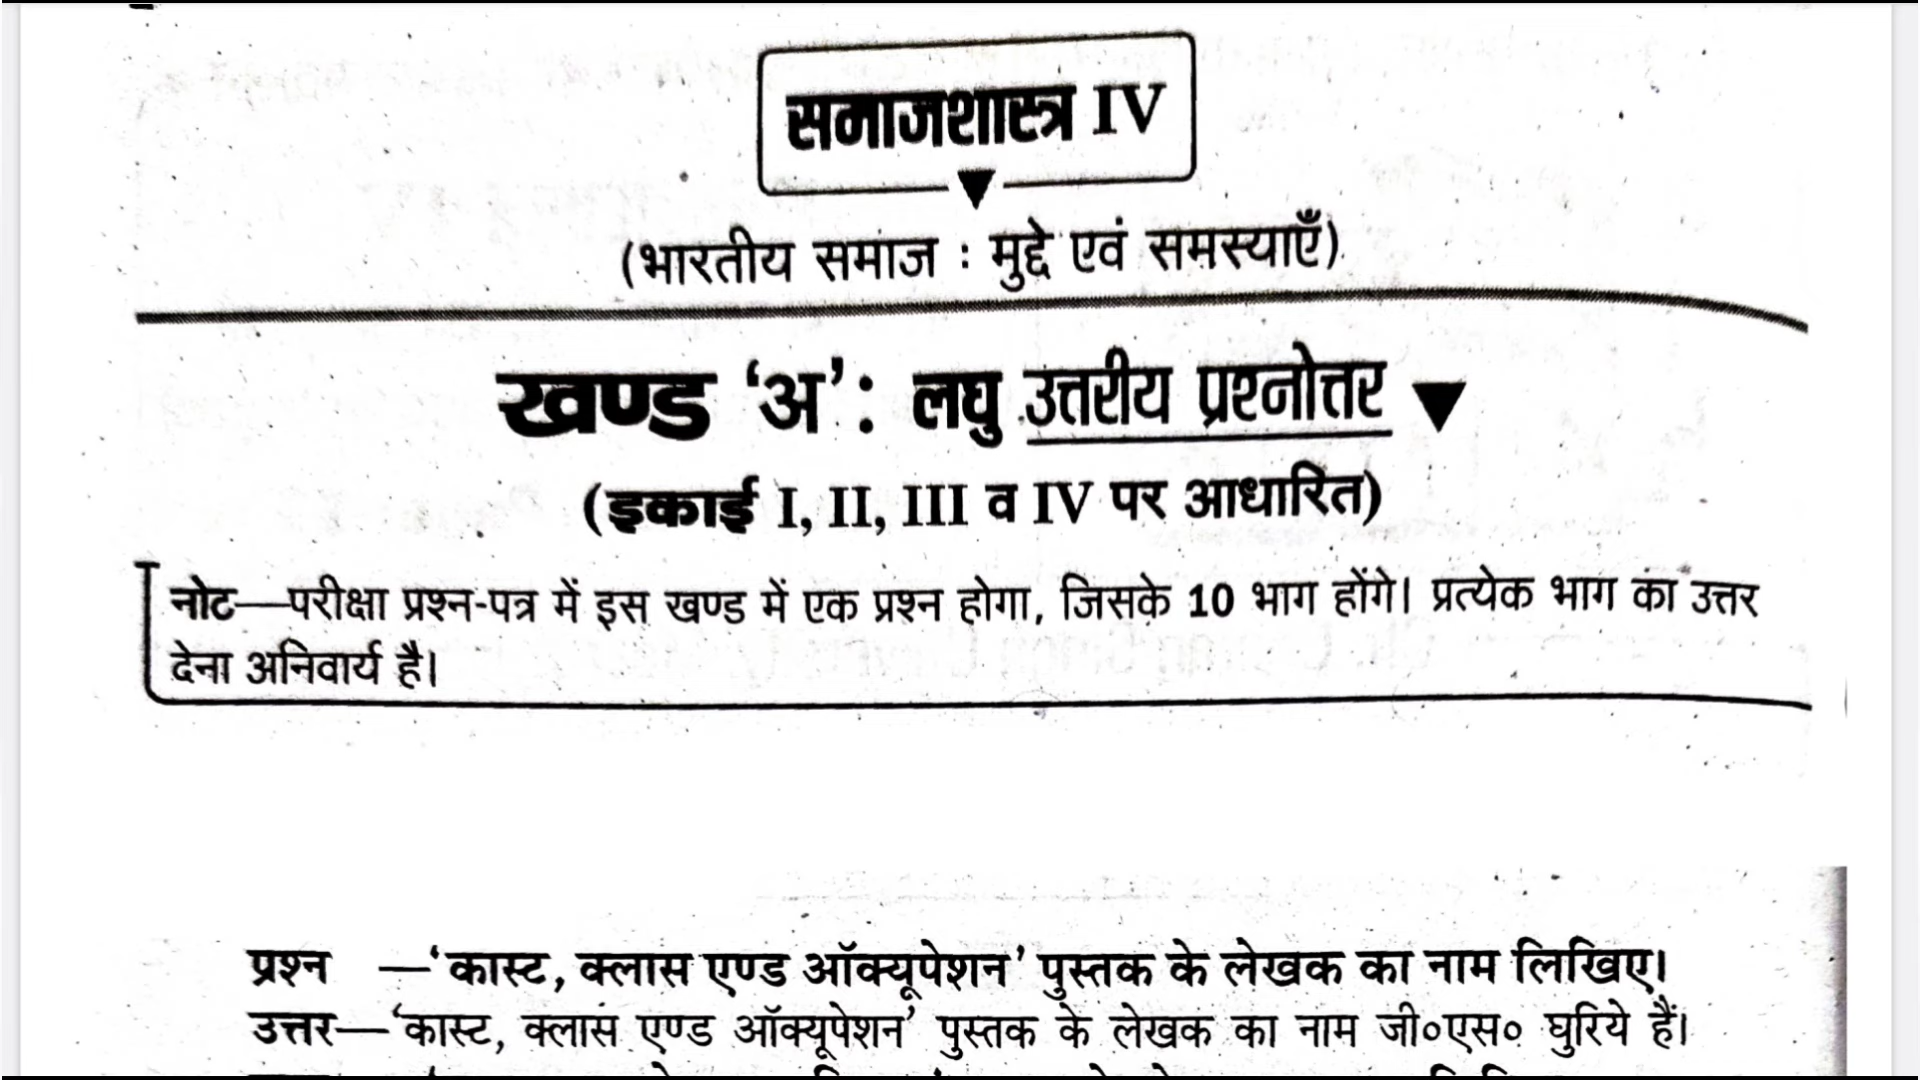 समाजशास्त्र IV
(भारतीय समाज : मुद्दे एवं समस्याएँ)
खण्ड ‘अ’: लघु उत्तरीय प्रश्नोत्तर
(इकाई I, II, III व IV पर आधारित)
नोट—परीक्षा प्रश्न-पत्र में इस खण्ड में एक प्रश्न होगा, जिसके 10 भाग होंगे। प्रत्येक भाग का उत्तर
देना अनिवार्य है।
प्रश्न —‘कास्ट, क्लास एण्ड ऑक्यूपेशन’ पुस्तक के लेखक का नाम लिखिए।
उत्तर—‘कास्ट, क्लास एण्ड ऑक्यूपेशन’ पुस्तक के लेखक का नाम जी०एस० घुरिये हैं।